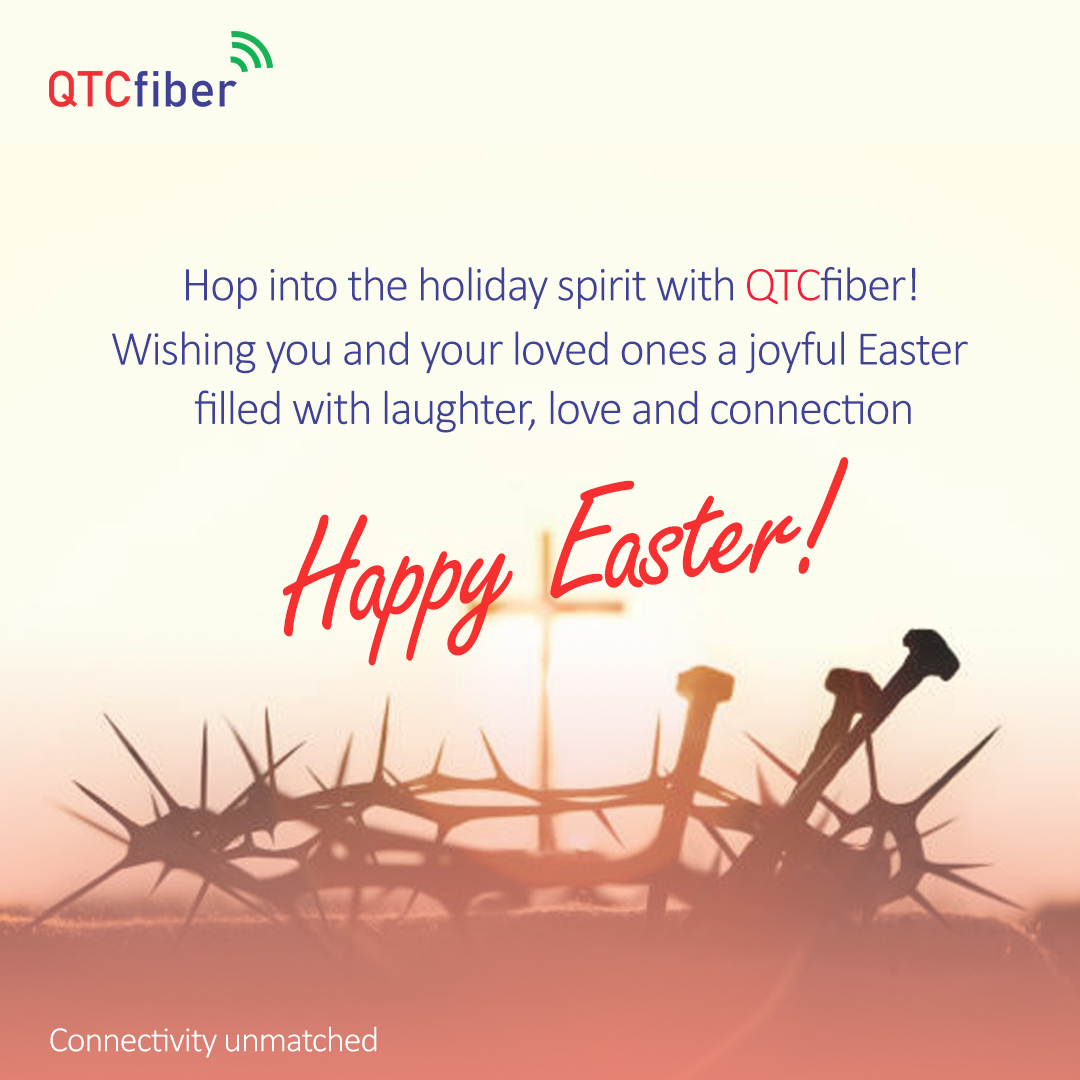 QTCfiber
Hop into the holiday spirit with QTCfiber!
Wishing you and your loved ones a joyful Easter
filled with laughter, love and connection
Happy Easter!
Connectivity unmatched